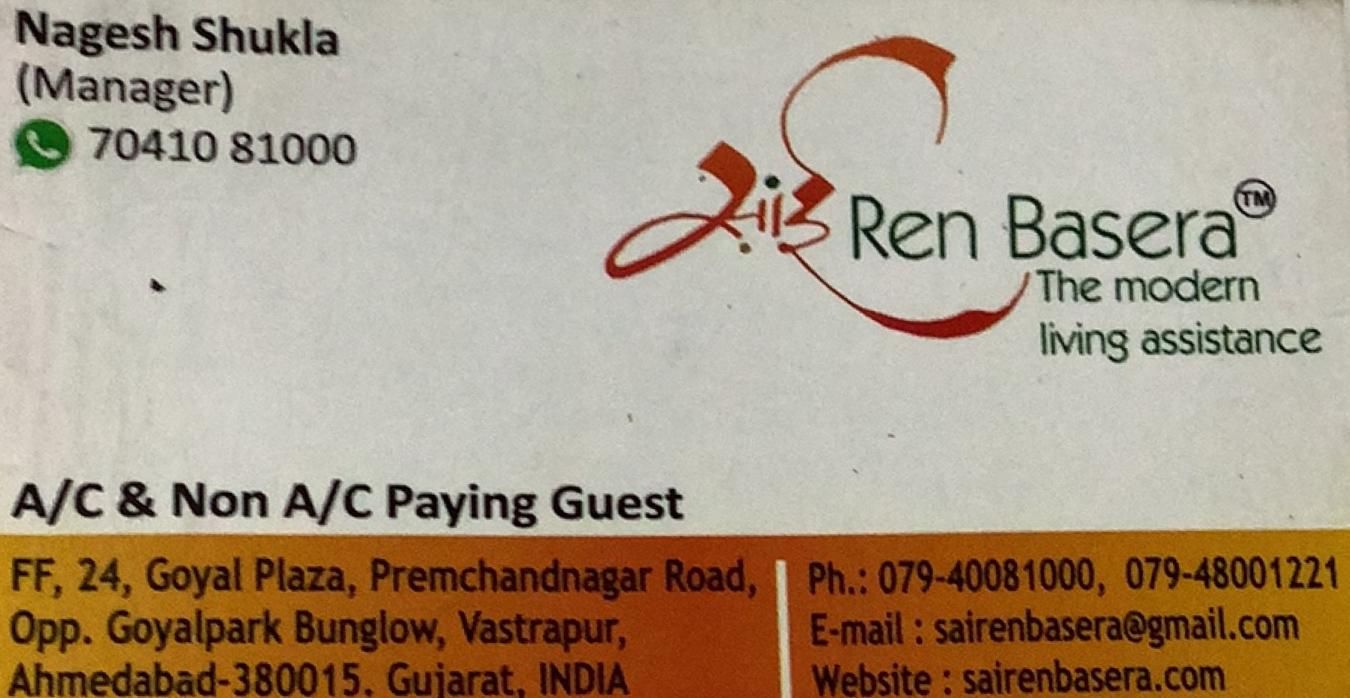 Nagesh Shukla
(Manager)
70410 81000
साई Ren Basera™
The modern
living assistance
A/C & Non A/C Paying Guest
FF, 24, Goyal Plaza, Premchandnagar Road,
Opp. Goyalpark Bunglow, Vastrapur,
Ahmedabad-380015. Gujarat, INDIA
Ph.: 079-40081000, 079-48001221
E-mail : sairenbasera@gmail.com
Website : sairenbasera.com